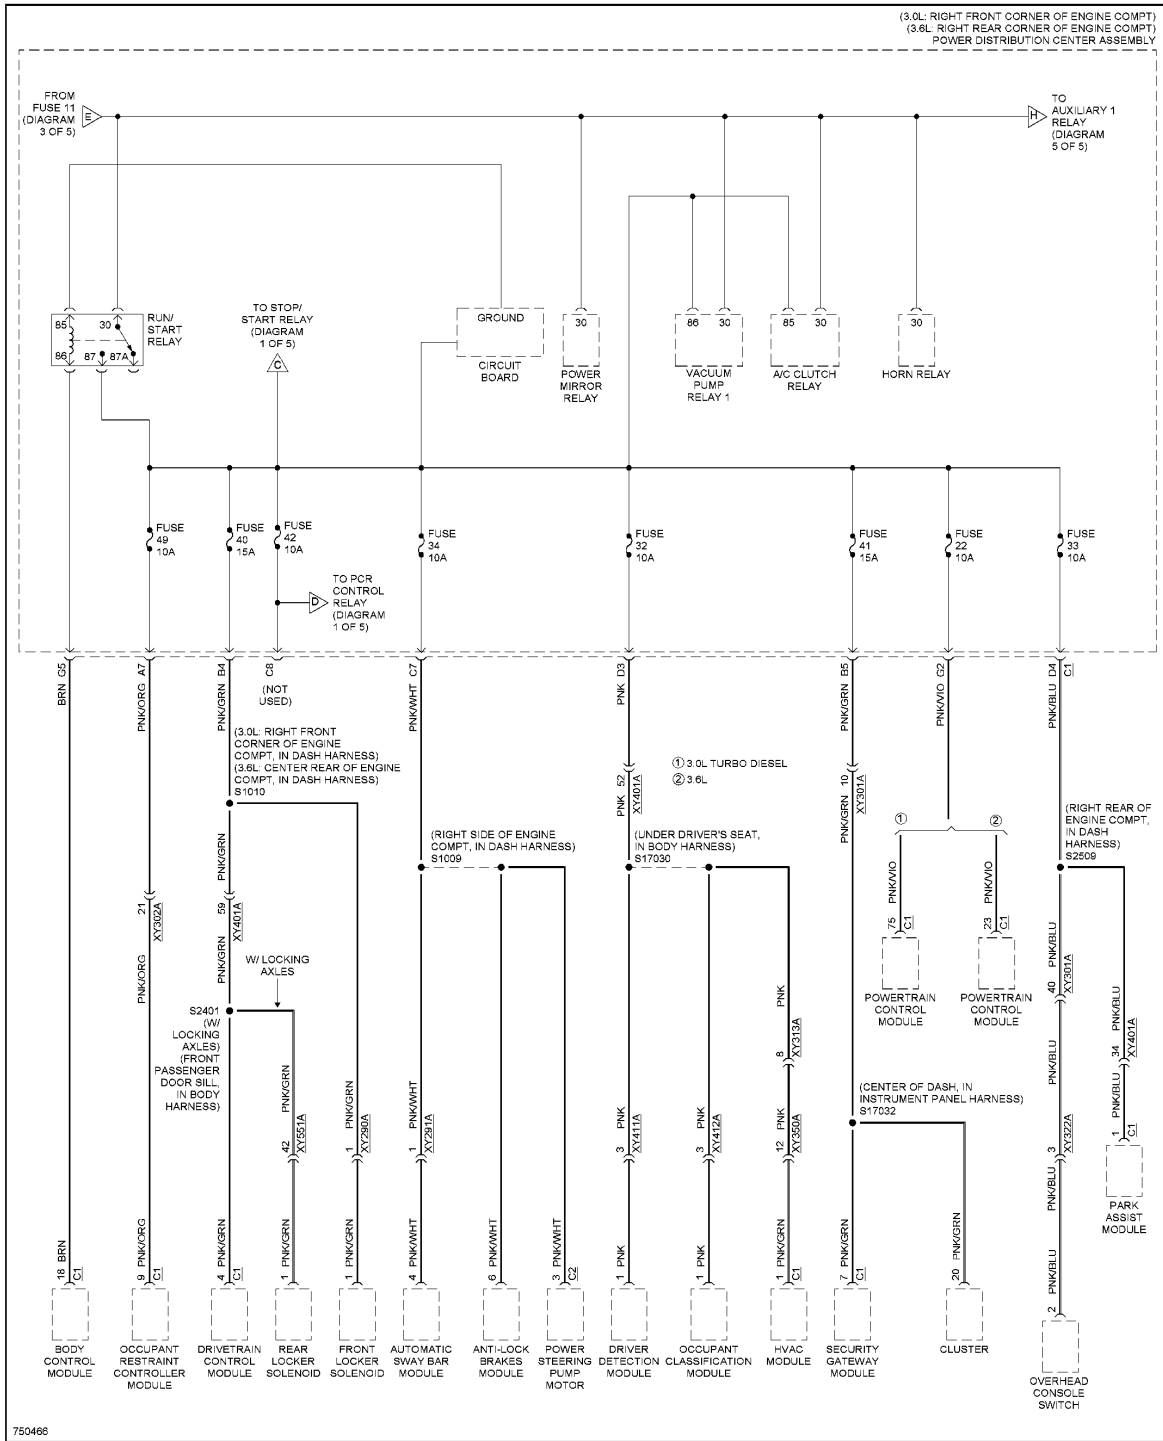 (3.0L: RIGHT FRONT CORNER OF ENGINE COMPT)
(3.6L: RIGHT REAR CORNER OF ENGINE COMPT)
POWER DISTRIBUTION CENTER ASSEMBLY
FROM
FUSE 11
(DIAGRAM
3 OF 5)
E
H
TO
AUXILIARY 1
RELAY
(DIAGRAM
5 OF 5)
85
30
86
87
87A
RUN/
START
RELAY
TO STOP/
START RELAY
(DIAGRAM
1 OF 5)
C
GROUND
CIRCUIT
BOARD
30
POWER
MIRROR
RELAY
86
30
VACUUM
PUMP
RELAY 1
85
30
A/C CLUTCH
RELAY
30
HORN RELAY
FUSE
49
10A
FUSE
40
15A
FUSE
42
10A
FUSE
34
10A
FUSE
32
10A
FUSE
41
15A
FUSE
22
10A
FUSE
33
10A
D
TO PCR
CONTROL
RELAY
(DIAGRAM
1 OF 5)
BRN G5
PNK/ORG A7
PNK/GRN B4
C8
(NOT
USED)
PNK/WHT C7
PNK D3
PNK/GRN B5
PNK/VIO G2
PNK/BLU D4
C1
(3.0L: RIGHT FRONT
CORNER OF ENGINE
COMPT, IN DASH HARNESS)
(3.6L: CENTER REAR OF ENGINE
COMPT, IN DASH HARNESS)
S1010
① 3.0L TURBO DIESEL
② 3.6L
PNK 52
XY401A
PNK/GRN 10
XY301A
①
②
(RIGHT REAR OF
ENGINE COMPT,
IN DASH
HARNESS)
S2509
(RIGHT SIDE OF ENGINE
COMPT, IN DASH HARNESS)
S1009
(UNDER DRIVER'S SEAT,
IN BODY HARNESS)
S17030
PNK/GRN
21
XY302A
59
XY401A
PNK/ORG
PNK/GRN
W/ LOCKING
AXLES
PNK/VIO
75
C1
PNK/VIO
23
C1
POWERTRAIN
CONTROL
MODULE
POWERTRAIN
CONTROL
MODULE
PNK/BLU
40
XY301A
S2401
(W/
LOCKING
AXLES)
(FRONT
PASSENGER
DOOR SILL,
IN BODY
HARNESS)
PNK
8
XY313A
PNK/BLU
34
XY401A
PNK/BLU
PNK/BLU
(CENTER OF DASH, IN
INSTRUMENT PANEL HARNESS)
S17032
PNK/GRN
42
XY551A
PNK/GRN
1
XY290A
PNK/WHT
1
XY291A
PNK
3
XY411A
PNK
3
XY412A
PNK
12
XY350A
3
XY322A
PNK/BLU
1
C1
PARK
ASSIST
MODULE
18 BRN
C1
9 PNK/ORG
C1
4 PNK/GRN
C1
1 PNK/GRN
1 PNK/GRN
4 PNK/WHT
6 PNK/WHT
3 PNK/WHT
C2
1 PNK
1 PNK
1 PNK/GRN
C1
7 PNK/GRN
C1
20 PNK/GRN
2
PNK/BLU
BODY
CONTROL
MODULE
OCCUPANT
RESTRAINT
CONTROLLER
MODULE
DRIVETRAIN
CONTROL
MODULE
REAR
LOCKER
SOLENOID
FRONT
LOCKER
SOLENOID
AUTOMATIC
SWAY BAR
MODULE
ANTI-LOCK
BRAKES
MODULE
POWER
STEERING
PUMP
MOTOR
DRIVER
DETECTION
MODULE
OCCUPANT
CLASSIFICATION
MODULE
HVAC
MODULE
SECURITY
GATEWAY
MODULE
CLUSTER
OVERHEAD
CONSOLE
SWITCH
750466